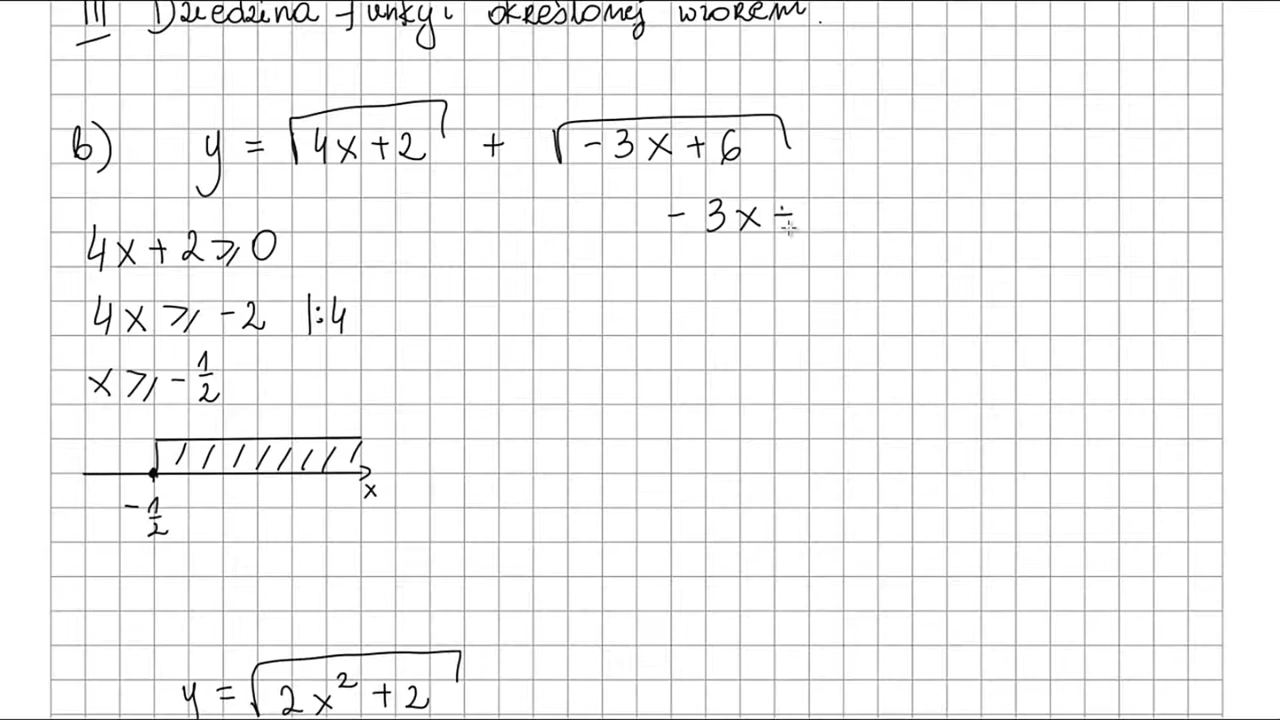 III Dziedzina funkcji określonej wzorem.
b) y = √4x+2 + √-3x+6
-3x
4x + 2 ⩾ 0
4x ⩾ -2 |:4
x ⩾ -1/2
x
-1/2
y = √2x² + 2